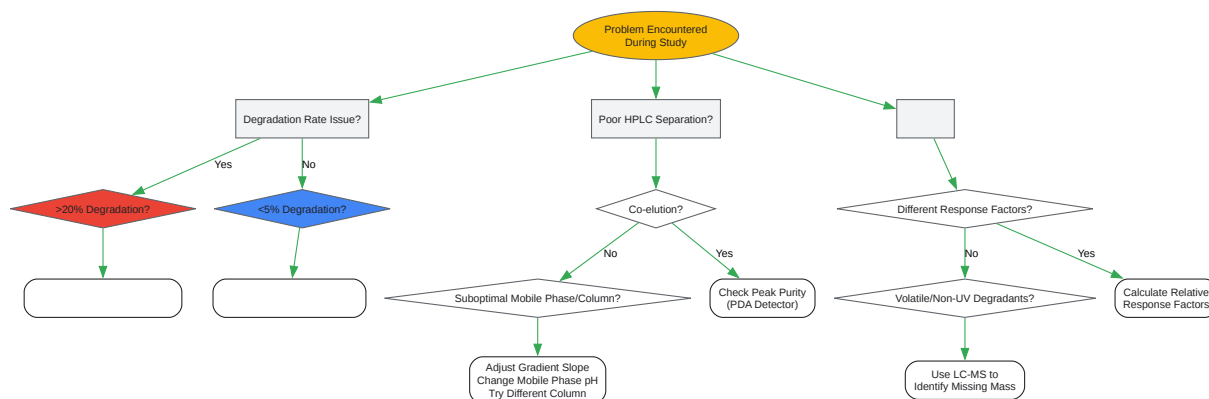 Problem Encountered
During Study
Degradation Rate Issue?
Poor HPLC Separation?
Yes
No
>20% Degradation?
<5% Degradation?
Co-elution?
Different Response Factors?
No
Yes
No
Yes
Suboptimal Mobile Phase/Column?
Check Peak Purity
(PDA Detector)
Volatile/Non-UV Degradants?
Calculate Relative
Response Factors
Adjust Gradient Slope
Change Mobile Phase pH
Try Different Column
Use LC-MS to
Identify Missing Mass